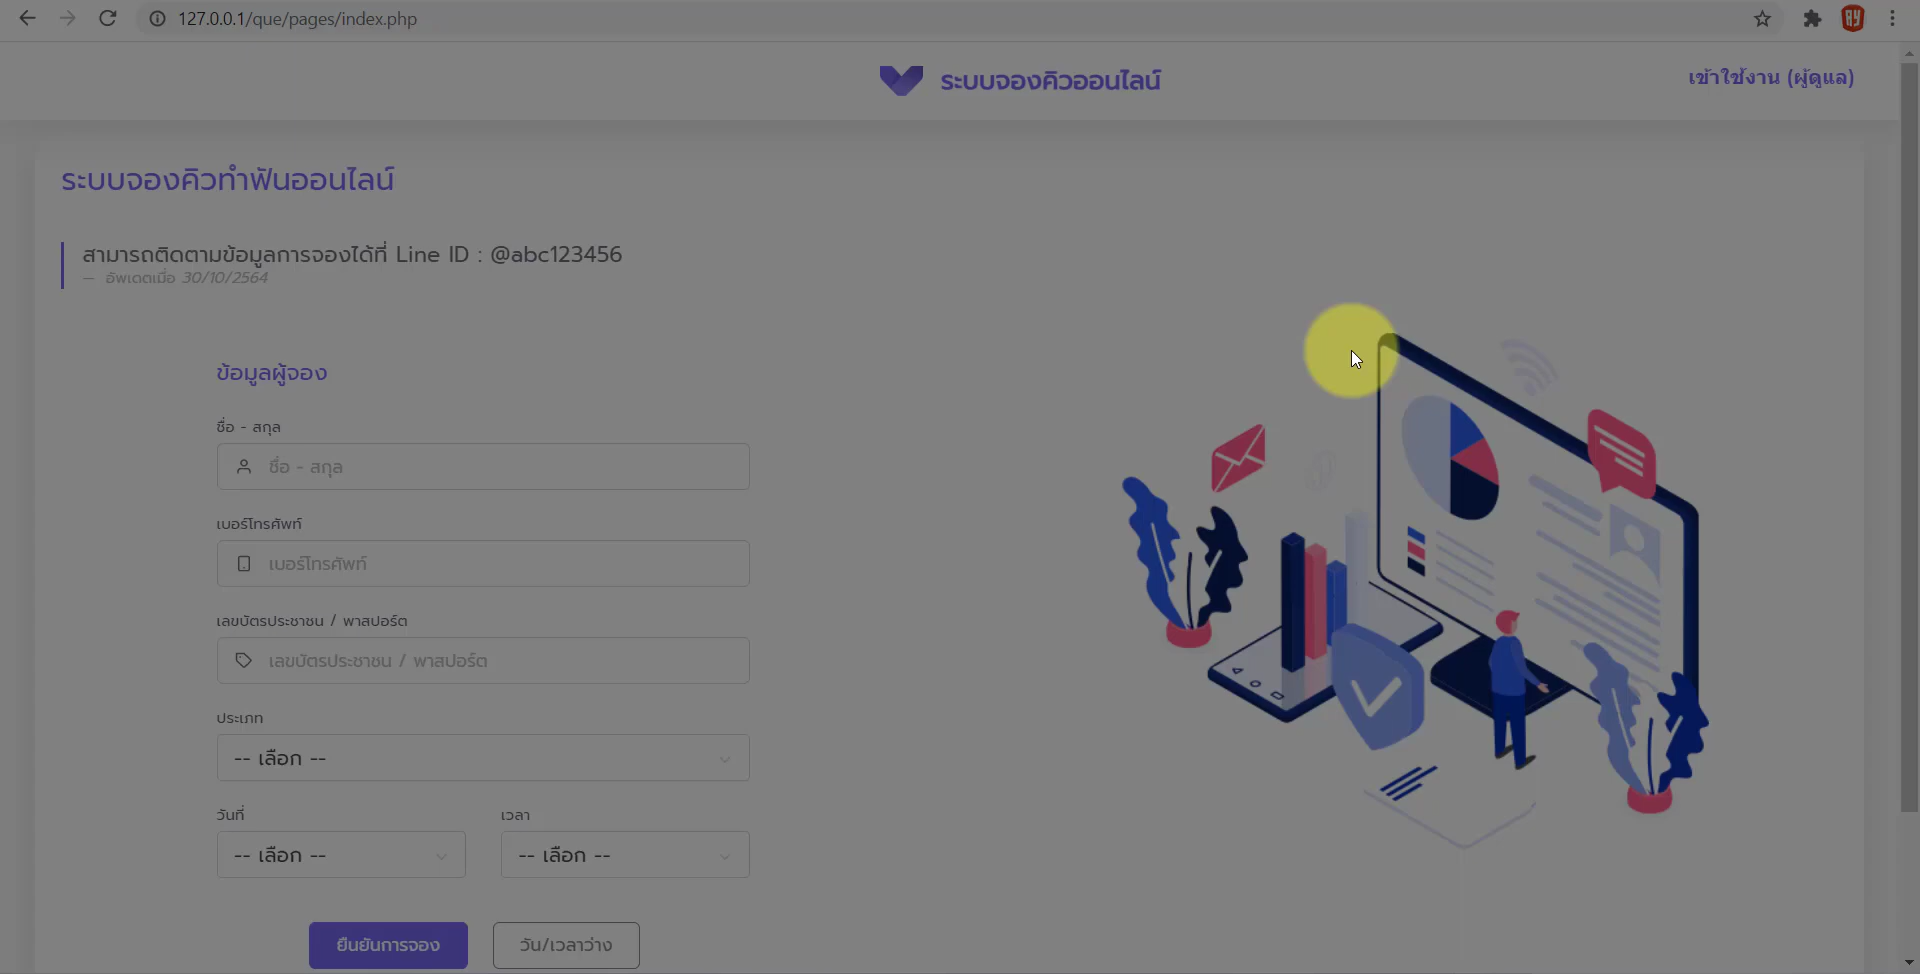 127.0.0.1/que/pages/index.php
ระบบจองคิวออนไลน์
เข้าใช้งาน (ผู้ดูแล)
ระบบจองคิวทำฟันออนไลน์
สามารถติดตามข้อมูลการจองได้ที่ Line ID : @abc123456
— อัพเดตเมื่อ 30/10/2564
ข้อมูลผู้จอง
ชื่อ - สกุล
ชื่อ - สกุล
เบอร์โทรศัพท์
เบอร์โทรศัพท์
เลขบัตรประชาชน / พาสปอร์ต
เลขบัตรประชาชน / พาสปอร์ต
ประเภท
-- เลือก --
วันที่ เวลา
-- เลือก -- -- เลือก --
ยืนยันการจอง วัน/เวลาว่าง